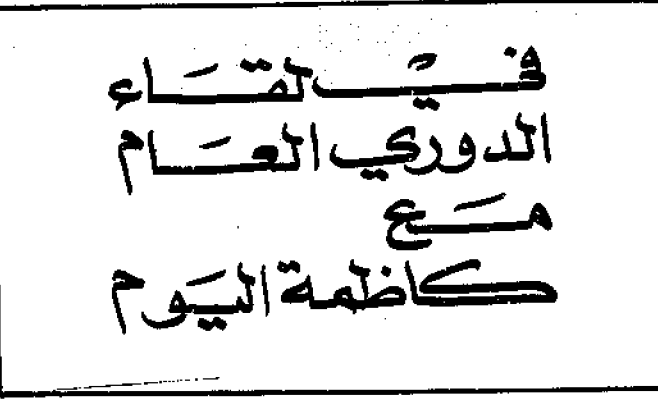 في لقاء
الدوري العام
مع
كاظمة اليوم